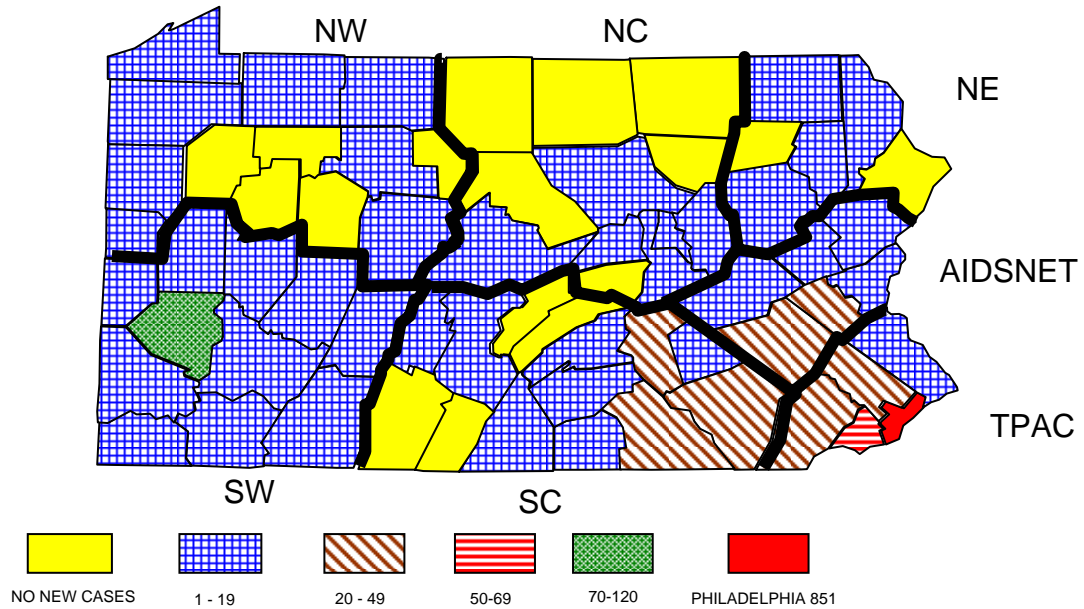 NW
NC
NE
AIDSNET
TPAC
SW
SC
NO NEW CASES
1 - 19
20 - 49
50-69
70-120
PHILADELPHIA 851